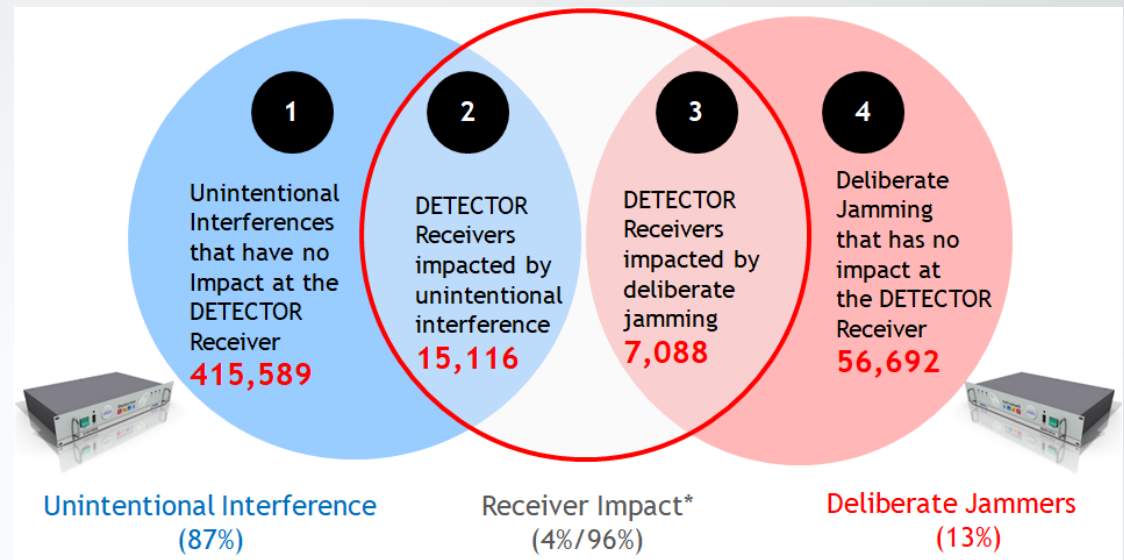 1
Unintentional
Interferences
that have no
Impact at the
DETECTOR
Receiver
415,589
2
DETECTOR
Receivers
impacted by
unintentional
interference
15,116
3
DETECTOR
Receivers
impacted by
deliberate
jamming
7,088
4
Deliberate
Jamming
that has no
impact at
the DETECTOR
Receiver
56,692
Unintentional Interference
(87%)
Receiver Impact*
(4%/96%)
Deliberate Jammers
(13%)